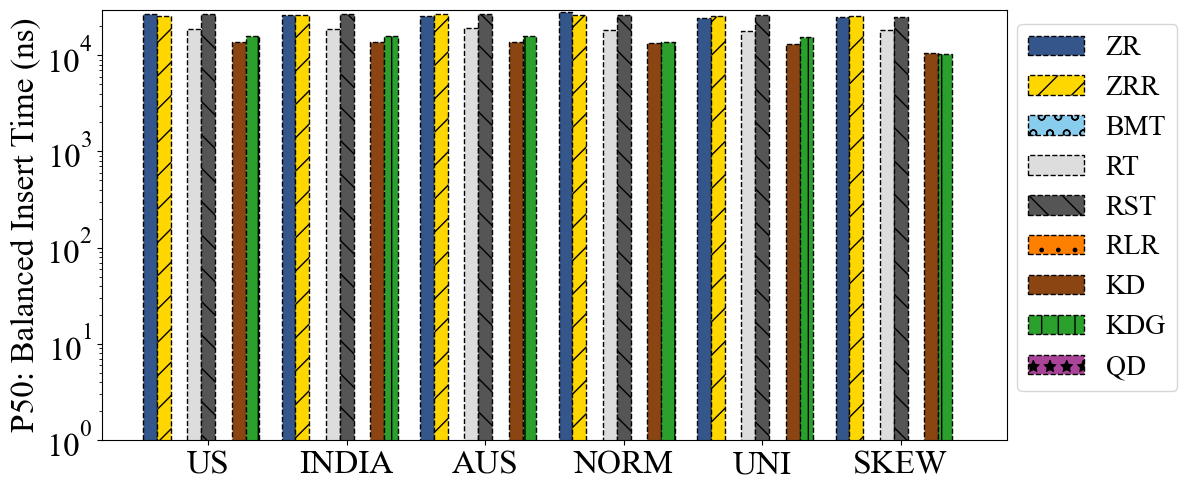 P50: Balanced Insert Time (ns)
10^4
10^3
10^2
10^1
10^0
US INDIA AUS NORM UNI SKEW
ZR
ZRR
BMT
RT
RST
RLR
KD
KDG
QD